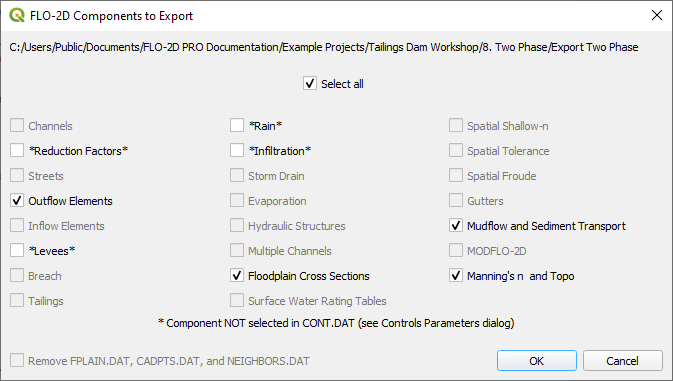 FLO-2D Components to Export
C:/Users/Public/Documents/FLO-2D PRO Documentation/Example Projects/Tailings Dam Workshop/8. Two Phase/Export Two Phase
Select all
Channels
*Reduction Factors*
Streets
Outflow Elements
Inflow Elements
*Levees*
Breach
Tailings
*Rain*
*Infiltration*
Storm Drain
Evaporation
Hydraulic Structures
Multiple Channels
Floodplain Cross Sections
Surface Water Rating Tables
Spatial Shallow-n
Spatial Tolerance
Spatial Froude
Gutters
Mudflow and Sediment Transport
MODFLO-2D
Manning's n and Topo
* Component NOT selected in CONT.DAT (see Controls Parameters dialog)
Remove FPLAIN.DAT, CADPTS.DAT, and NEIGHBORS.DAT
OK
Cancel